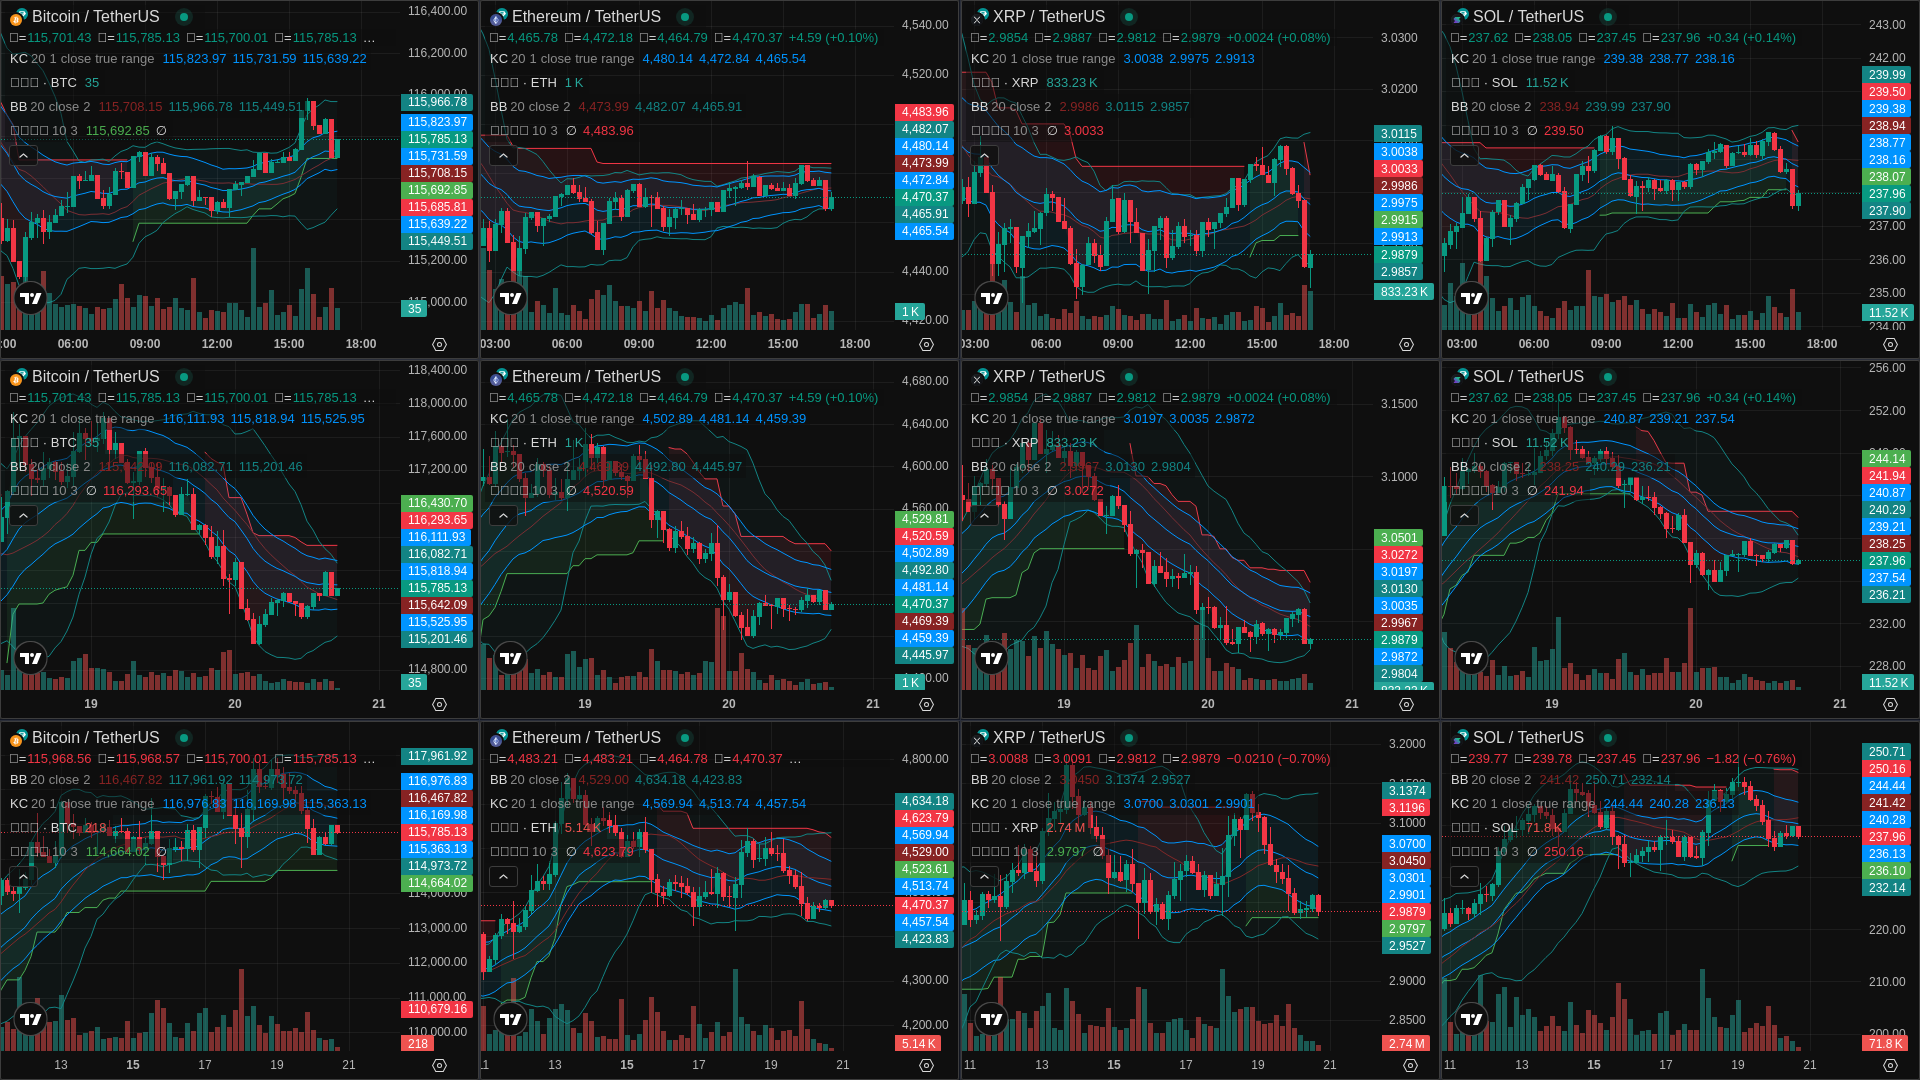 Bitcoin / TetherUS
□=115,701.43 □=115,785.13 □=115,700.01 □=115,785.13 …
KC 20 1 close true range 115,823.97 115,731.59 115,639.22
□□□ · BTC 35
BB 20 close 2 115,708.15 115,966.78 115,449.51
□□□□ 10 3 115,692.85 ∅
116,400.00
116,200.00
115,966.78
115,823.97
115,785.13
115,731.59
115,708.15
115,692.85
115,685.81
115,639.22
115,449.51
115,200.00
35
06:00 09:00 12:00 15:00 18:00
Ethereum / TetherUS
□=4,465.78 □=4,472.18 □=4,464.79 □=4,470.37 +4.59 (+0.10%)
KC 20 1 close true range 4,480.14 4,472.84 4,465.54
□□□ · ETH 1 K
BB 20 close 2 4,473.99 4,482.07 4,465.91
□□□□ 10 3 ∅ 4,483.96
4,540.00
4,520.00
4,483.96
4,482.07
4,480.14
4,473.99
4,472.84
4,470.37
4,465.91
4,465.54
4,440.00
1 K
03:00 06:00 09:00 12:00 15:00 18:00
XRP / TetherUS
□=2.9854 □=2.9887 □=2.9812 □=2.9879 +0.0024 (+0.08%)
KC 20 1 close true range 3.0038 2.9975 2.9913
□□□ · XRP 833.23 K
BB 20 close 2 2.9986 3.0115 2.9857
□□□□ 10 3 ∅ 3.0033
3.0300
3.0200
3.0115
3.0038
3.0033
2.9986
2.9975
2.9915
2.9913
2.9879
2.9857
833.23 K
03:00 06:00 09:00 12:00 15:00 18:00
SOL / TetherUS
□=237.62 □=238.05 □=237.45 □=237.96 +0.34 (+0.14%)
KC 20 1 close true range 239.38 238.77 238.16
□□□ · SOL 11.52 K
BB 20 close 2 238.94 239.99 237.90
□□□□ 10 3 ∅ 239.50
243.00
242.00
239.99
239.50
239.38
238.94
238.77
238.16
238.07
237.96
237.90
237.00
236.00
235.00
11.52 K
234.00
03:00 06:00 09:00 12:00 15:00 18:00
Bitcoin / TetherUS
□=115,701.43 □=115,785.13 □=115,700.01 □=115,785.13 …
KC 20 1 close true range 116,111.93 115,818.94 115,525.95
□□□ · BTC 35
BB 20 close 2 115,642.09 116,082.71 115,201.46
□□□□ 10 3 ∅ 116,293.65
118,400.00
118,000.00
117,600.00
117,200.00
116,430.70
116,293.65
116,111.93
116,082.71
115,818.94
115,785.13
115,642.09
115,525.95
115,201.46
114,800.00
35
19 20 21
Ethereum / TetherUS
□=4,465.78 □=4,472.18 □=4,464.79 □=4,470.37 +4.59 (+0.10%)
KC 20 1 close true range 4,502.89 4,481.14 4,459.39
□□□ · ETH 1 K
BB 20 close 2 4,469.39 4,492.80 4,445.97
□□□□ 10 3 ∅ 4,520.59
4,680.00
4,640.00
4,600.00
4,560.00
4,529.81
4,520.59
4,502.89
4,492.80
4,481.14
4,470.37
4,469.39
4,459.39
4,445.97
1 K
19 20 21
XRP / TetherUS
□=2.9854 □=2.9887 □=2.9812 □=2.9879 +0.0024 (+0.08%)
KC 20 1 close true range 3.0197 3.0035 2.9872
□□□ · XRP 833.23 K
BB 20 close 2 2.9967 3.0130 2.9804
□□□□ 10 3 ∅ 3.0272
3.1500
3.1000
3.0501
3.0272
3.0197
3.0130
3.0035
2.9967
2.9879
2.9872
2.9804
19 20 21
SOL / TetherUS
□=237.62 □=238.05 □=237.45 □=237.96 +0.34 (+0.14%)
KC 20 1 close true range 240.87 239.21 237.54
□□□ · SOL 11.52 K
BB 20 close 2 238.25 240.29 236.21
□□□□ 10 3 ∅ 241.94
256.00
252.00
244.14
241.94
240.87
240.29
239.21
238.25
237.96
237.54
236.21
232.00
228.00
11.52 K
19 20 21
Bitcoin / TetherUS
□=115,968.56 □=115,968.57 □=115,700.01 □=115,785.13 …
BB 20 close 2 116,467.82 117,961.92 114,973.72
KC 20 1 close true range 116,976.83 116,169.98 115,363.13
□□□ · BTC 218
□□□□ 10 3 114,664.02 ∅
117,961.92
116,976.83
116,467.82
116,169.98
115,785.13
115,363.13
114,973.72
114,664.02
114,000.00
113,000.00
112,000.00
111,000.00
110,679.16
110,000.00
218
13 15 17 19 21
Ethereum / TetherUS
□=4,483.21 □=4,483.21 □=4,464.78 □=4,470.37 …
BB 20 close 2 4,529.00 4,634.18 4,423.83
KC 20 1 close true range 4,569.94 4,513.74 4,457.54
□□□ · ETH 5.14 K
□□□□ 10 3 ∅ 4,623.79
4,800.00
4,634.18
4,623.79
4,569.94
4,529.00
4,523.61
4,513.74
4,470.37
4,457.54
4,423.83
4,300.00
4,200.00
5.14 K
13 15 17 19 21
XRP / TetherUS
□=3.0088 □=3.0091 □=2.9812 □=2.9879 −0.0210 (−0.70%)
BB 20 close 2 3.0450 3.1374 2.9527
KC 20 1 close true range 3.0700 3.0301 2.9901
□□□ · XRP 2.74 M
□□□□ 10 3 2.9797 ∅
3.2000
3.1374
3.1196
3.1000
3.0700
3.0450
3.0301
2.9901
2.9879
2.9797
2.9527
2.9000
2.8500
2.74 M
11 13 15 17 19 21
SOL / TetherUS
□=239.77 □=239.78 □=237.45 □=237.96 −1.82 (−0.76%)
BB 20 close 2 241.42 250.71 232.14
KC 20 1 close true range 244.44 240.28 236.13
□□□ · SOL 71.8 K
□□□□ 10 3 ∅ 250.16
250.71
250.16
244.44
241.42
240.28
237.96
236.13
236.10
232.14
220.00
210.00
200.00
71.8 K
11 13 15 17 19 21